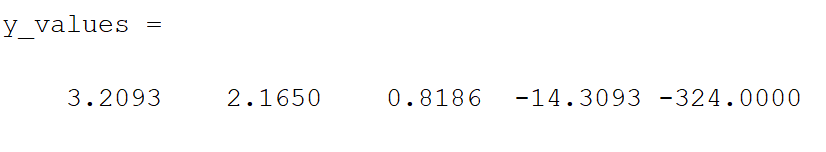 y_values =
3.2093 2.1650 0.8186 -14.3093 -324.0000